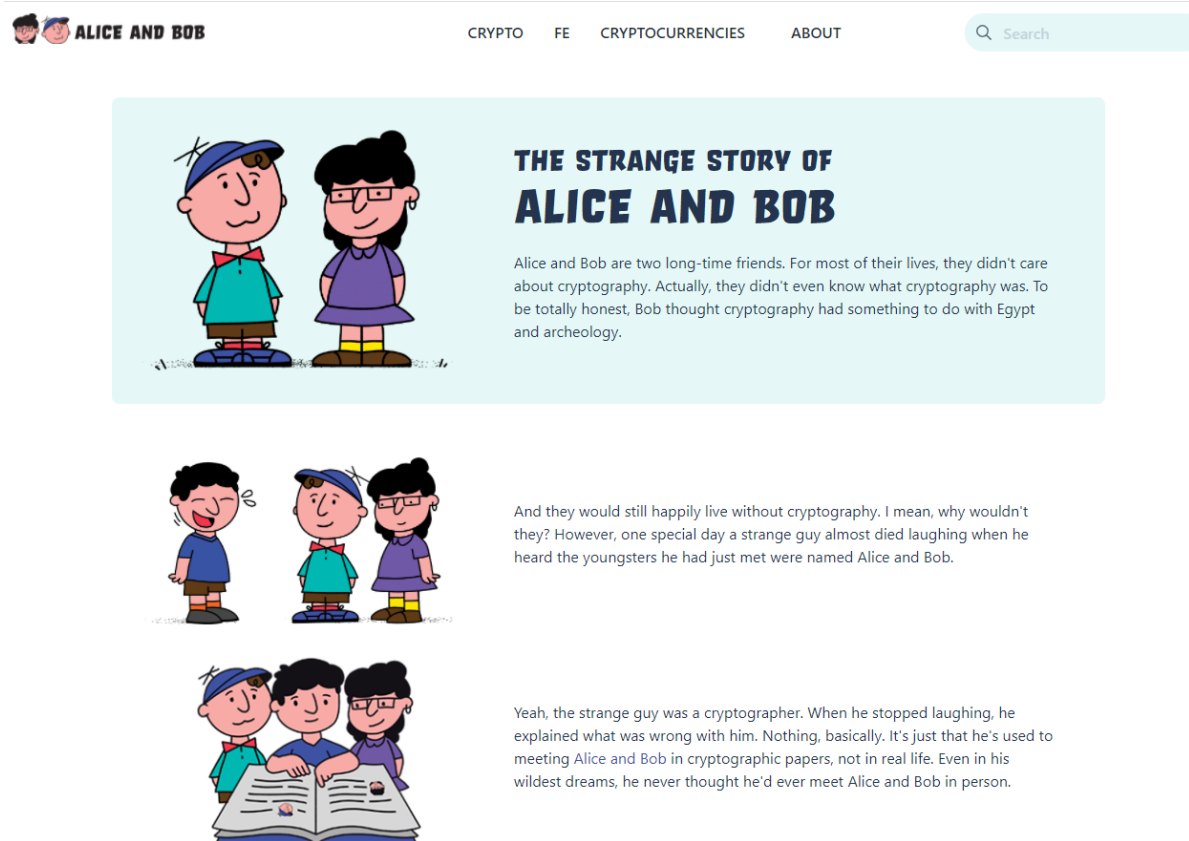 ALICE AND BOB
CRYPTO FE CRYPTOCURRENCIES ABOUT
Search
THE STRANGE STORY OF
ALICE AND BOB
Alice and Bob are two long-time friends. For most of their lives, they didn't care
about cryptography. Actually, they didn't even know what cryptography was. To
be totally honest, Bob thought cryptography had something to do with Egypt
and archeology.
And they would still happily live without cryptography. I mean, why wouldn't
they? However, one special day a strange guy almost died laughing when he
heard the youngsters he had just met were named Alice and Bob.
Yeah, the strange guy was a cryptographer. When he stopped laughing, he
explained what was wrong with him. Nothing, basically. It's just that he's used to
meeting Alice and Bob in cryptographic papers, not in real life. Even in his
wildest dreams, he never thought he'd ever meet Alice and Bob in person.